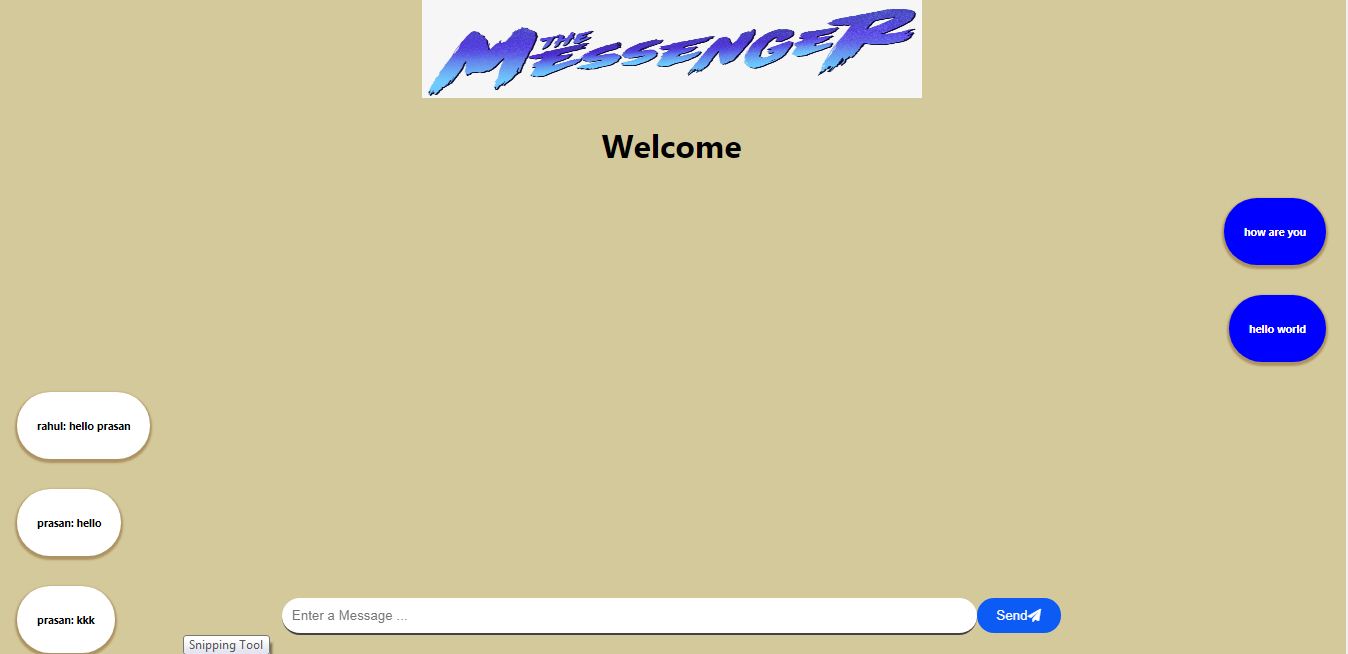 THE
MESSENGER
Welcome
how are you
hello world
rahul: hello prasan
prasan: hello
prasan: kkk
Enter a Message ...
Send
Snipping Tool